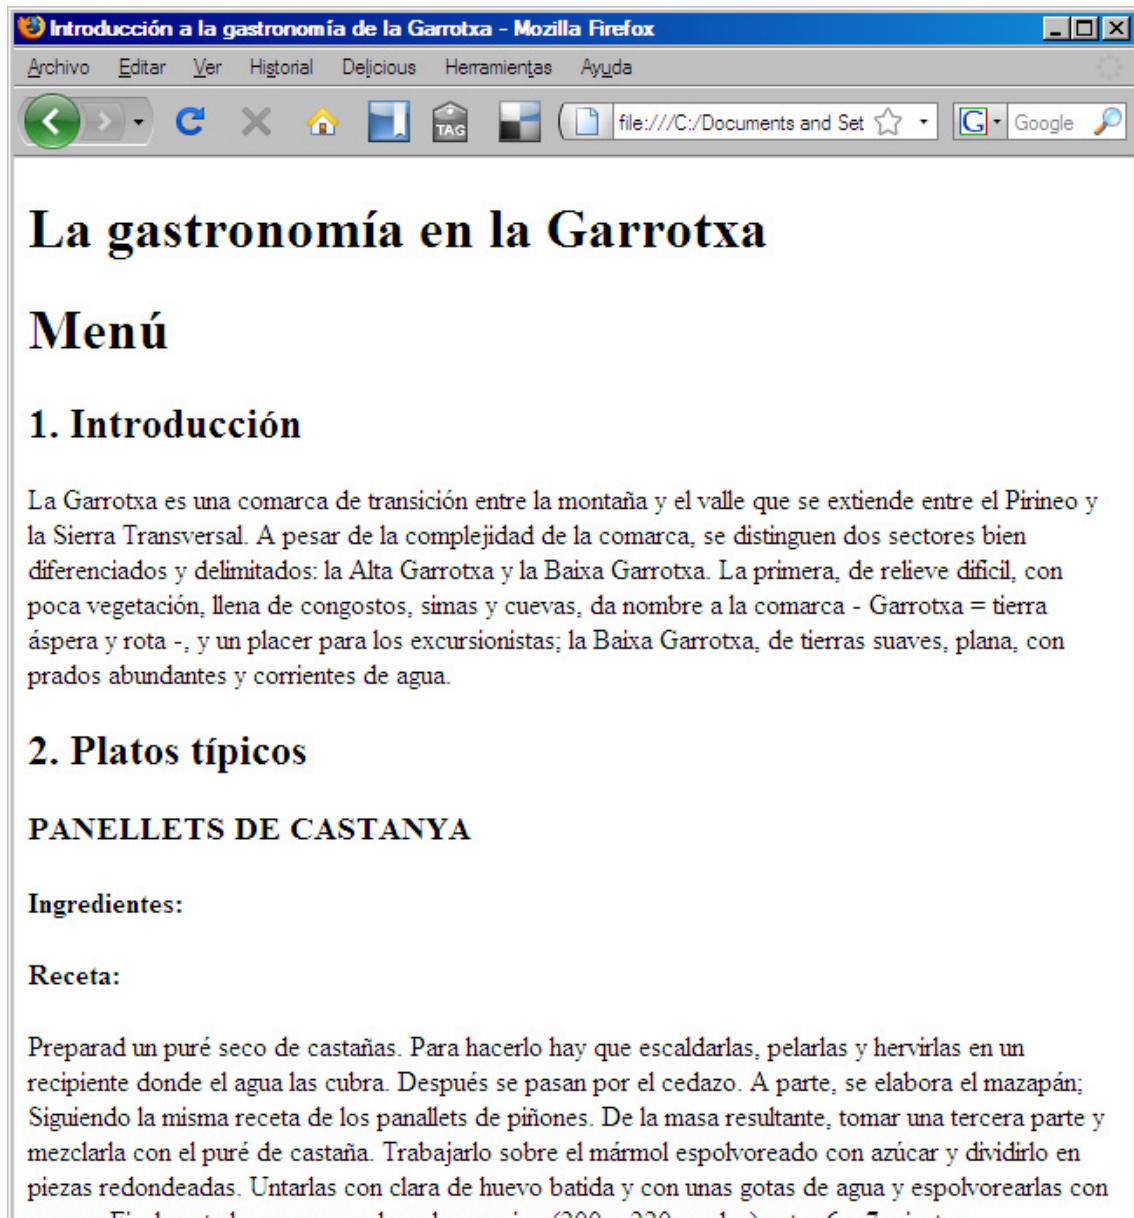 Introducción a la gastronomía de la Garrotxa - Mozilla Firefox
Archivo Editar Ver Historial Delicious Herramientas Ayuda
TAG file:///C:/Documents and Set G Google
La gastronomía en la Garrotxa
Menú
1. Introducción
La Garrotxa es una comarca de transición entre la montaña y el valle que se extiende entre el Pirineo y
la Sierra Transversal. A pesar de la complejidad de la comarca, se distinguen dos sectores bien
diferenciados y delimitados: la Alta Garrotxa y la Baixa Garrotxa. La primera, de relieve difícil, con
poca vegetación, llena de congostos, simas y cuevas, da nombre a la comarca - Garrotxa = tierra
áspera y rota -, y un placer para los excursionistas; la Baixa Garrotxa, de tierras suaves, plana, con
prados abundantes y corrientes de agua.
2. Platos típicos
PANELLETS DE CASTANYA
Ingredientes:
Receta:
Preparad un puré seco de castañas. Para hacerlo hay que escaldarlas, pelarlas y hervirlas en un
recipiente donde el agua las cubra. Después se pasan por el cedazo. A parte, se elabora el mazapán;
Siguiendo la misma receta de los panallets de piñones. De la masa resultante, tomar una tercera parte y
mezclarla con el puré de castaña. Trabajarlo sobre el mármol espolvoreado con azúcar y dividirlo en
piezas redondeadas. Untarlas con clara de huevo batida y con unas gotas de agua y espolvorearlas con